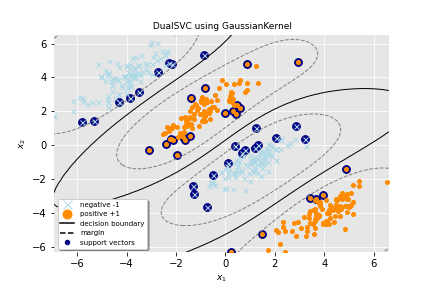 DualSVC using GaussianKernel
6
4
2
0
−2
−4
−6
x₂
negative -1
positive +1
decision boundary
margin
support vectors
−6 −4 −2 0 2 4 6
x₁